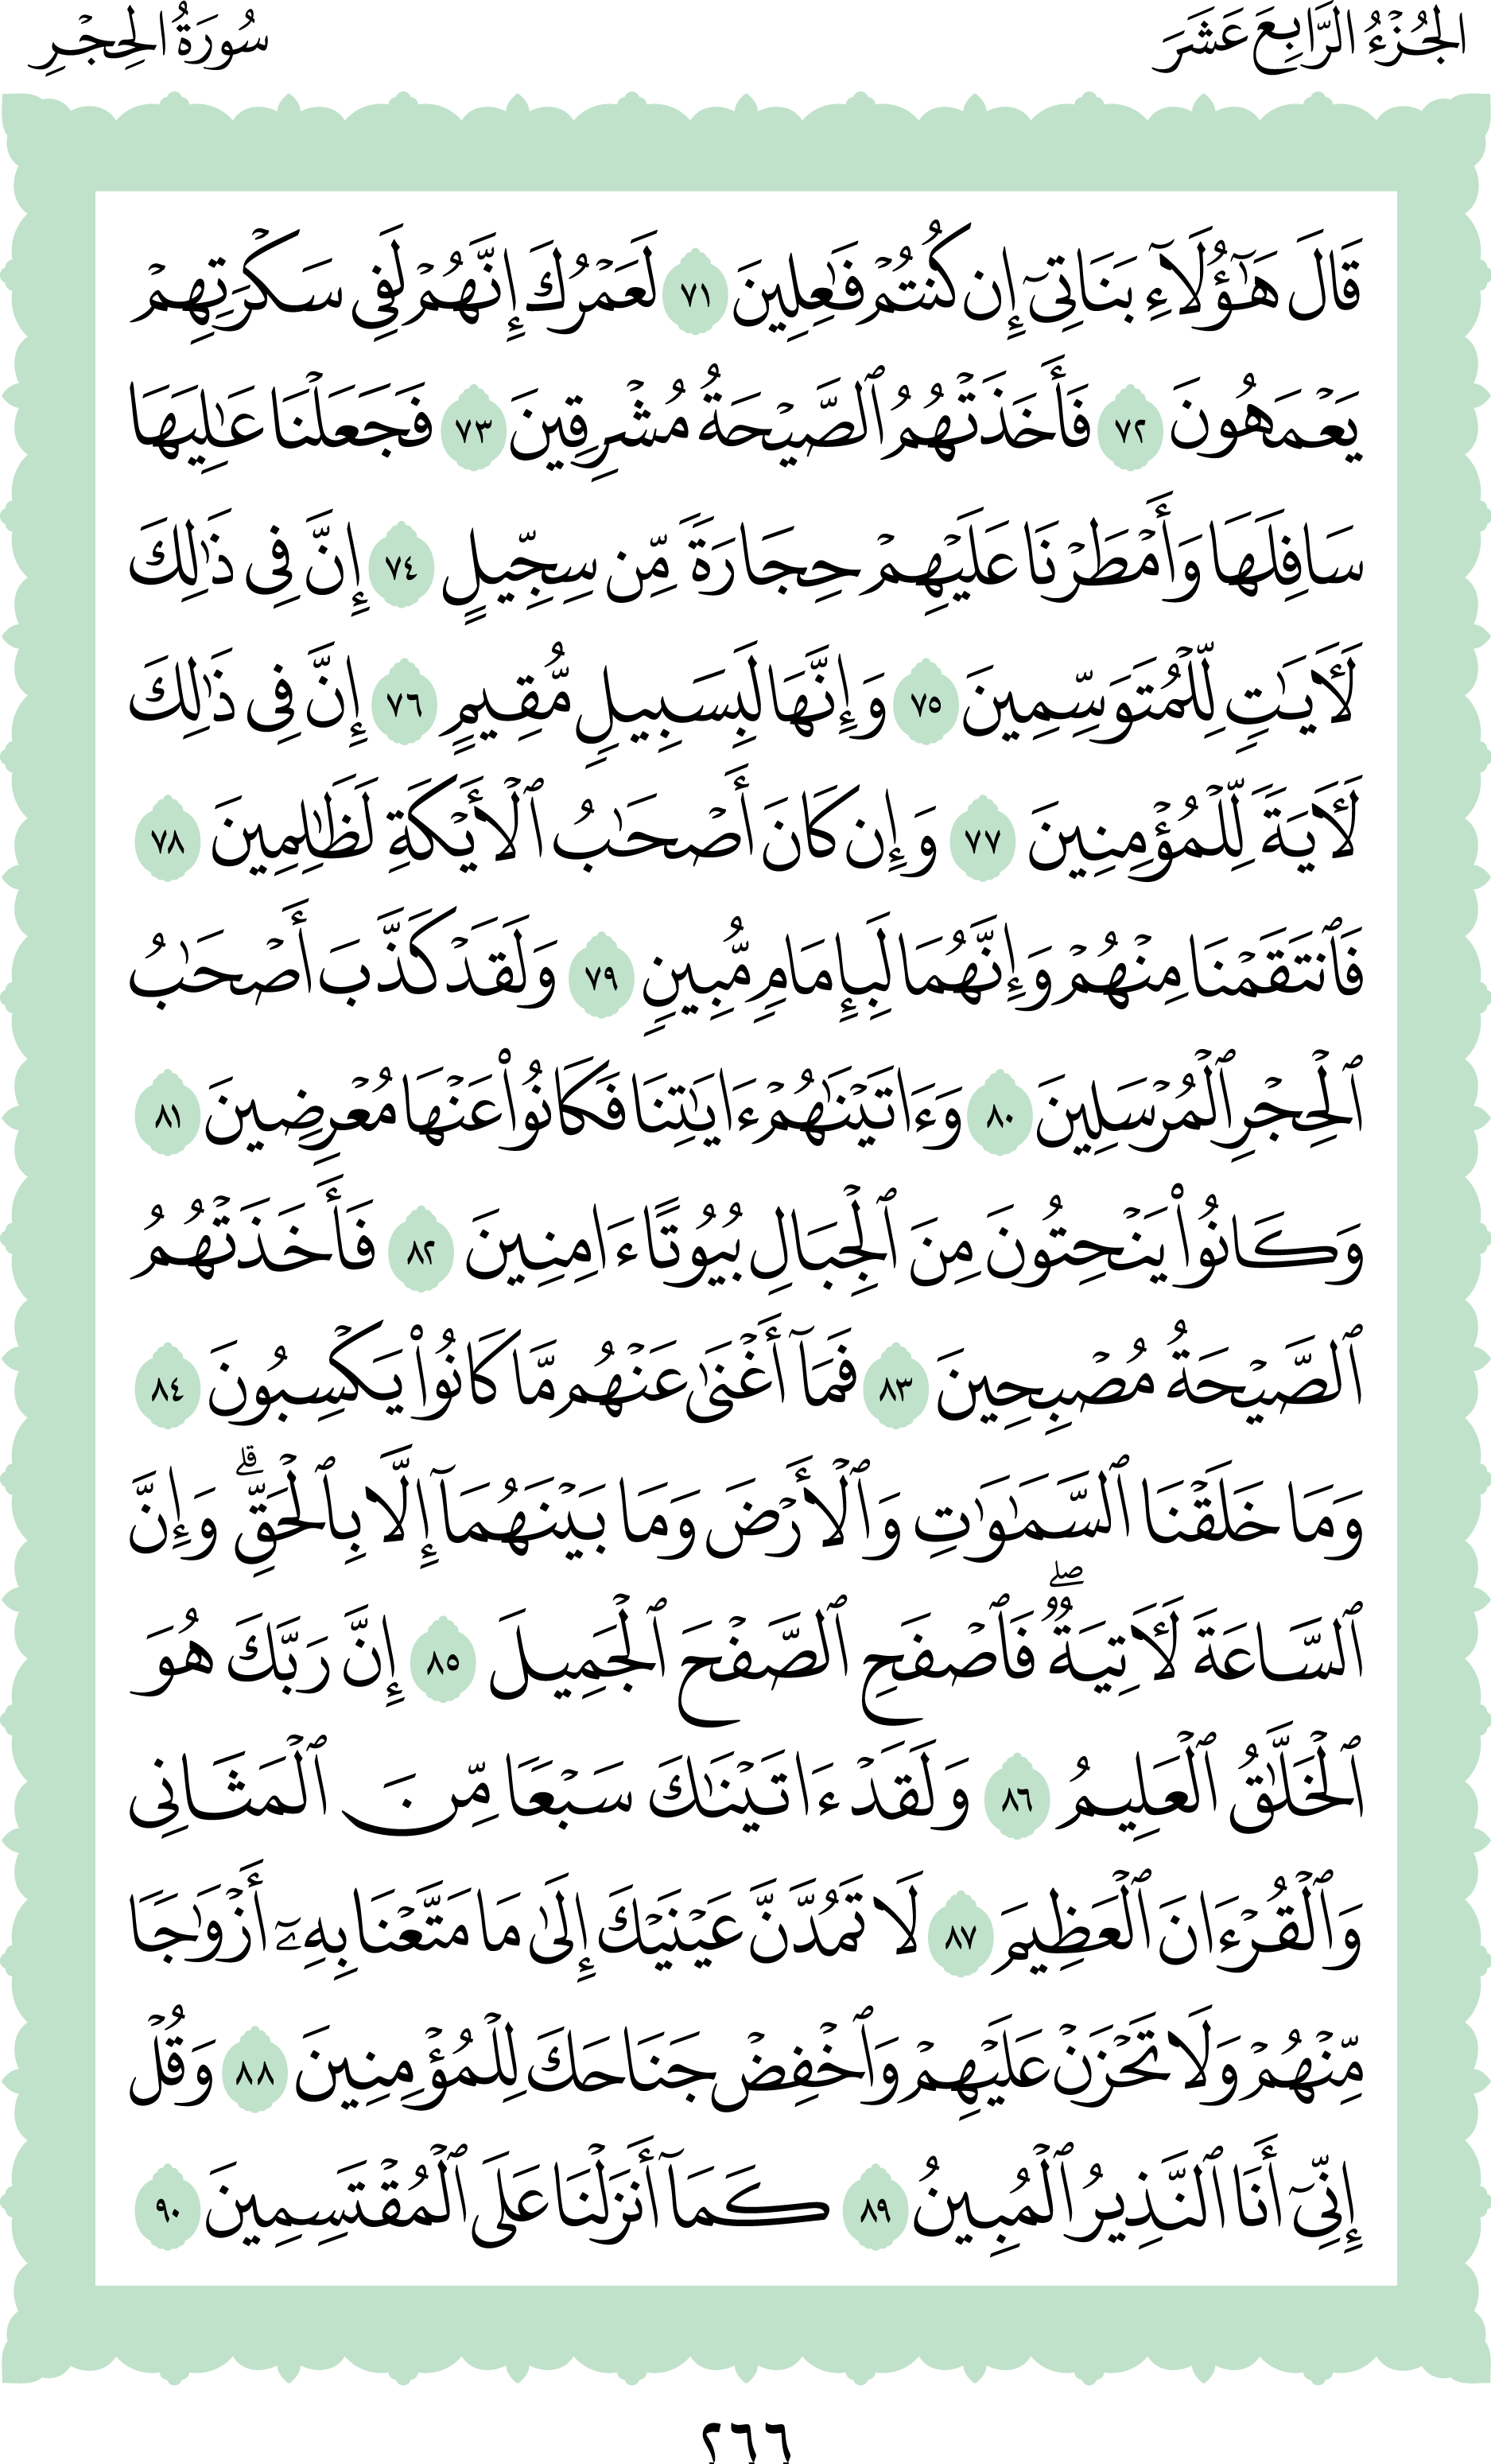 الجُزْءُ الرَّابِعَ عَشَرَ
سُورَةُ الحِجْرِ
قَالَ هَٰٓؤُلَآءِ بَنَاتِىٓ إِن كُنتُمْ فَٰعِلِينَ ٧١ لَعَمْرُكَ إِنَّهُمْ لَفِى سَكْرَتِهِمْ
يَعْمَهُونَ ٧٢ فَأَخَذَتْهُمُ ٱلصَّيْحَةُ مُشْرِقِينَ ٧٣ فَجَعَلْنَا عَٰلِيَهَا
سَافِلَهَا وَأَمْطَرْنَا عَلَيْهِمْ حِجَارَةً مِّن سِجِّيلٍ ٧٤ إِنَّ فِى ذَٰلِكَ
لَءَايَٰتٍ لِّلْمُتَوَسِّمِينَ ٧٥ وَإِنَّهَا لَبِسَبِيلٍ مُّقِيمٍ ٧٦ إِنَّ فِى ذَٰلِكَ
لَءَايَةً لِّلْمُؤْمِنِينَ ٧٧ وَإِن كَانَ أَصْحَٰبُ ٱلْأَيْكَةِ لَظَٰلِمِينَ ٧٨
فَٱنتَقَمْنَا مِنْهُمْ وَإِنَّهُمَا لَبِإِمَامٍ مُّبِينٍ ٧٩ وَلَقَدْ كَذَّبَ أَصْحَٰبُ
ٱلْحِجْرِ ٱلْمُرْسَلِينَ ٨٠ وَءَاتَيْنَٰهُمْ ءَايَٰتِنَا فَكَانُوا۟ عَنْهَا مُعْرِضِينَ ٨١
وَكَانُوا۟ يَنْحِتُونَ مِنَ ٱلْجِبَالِ بُيُوتًا ءَامِنِينَ ٨٢ فَأَخَذَتْهُمُ
ٱلصَّيْحَةُ مُصْبِحِينَ ٨٣ فَمَآ أَغْنَىٰ عَنْهُم مَّا كَانُوا۟ يَكْسِبُونَ ٨٤
وَمَا خَلَقْنَا ٱلسَّمَٰوَٰتِ وَٱلْأَرْضَ وَمَا بَيْنَهُمَآ إِلَّا بِٱلْحَقِّ ۗ وَإِنَّ
ٱلسَّاعَةَ لَءَاتِيَةٌ ۖ فَٱصْفَحِ ٱلصَّفْحَ ٱلْجَمِيلَ ٨٥ إِنَّ رَبَّكَ هُوَ
ٱلْخَلَّٰقُ ٱلْعَلِيمُ ٨٦ وَلَقَدْ ءَاتَيْنَٰكَ سَبْعًا مِّنَ ٱلْمَثَانِى
وَٱلْقُرْءَانَ ٱلْعَظِيمَ ٨٧ لَا تَمُدَّنَّ عَيْنَيْكَ إِلَىٰ مَا مَتَّعْنَا بِهِۦٓ أَزْوَٰجًا
مِّنْهُمْ وَلَا تَحْزَنْ عَلَيْهِمْ وَٱخْفِضْ جَنَاحَكَ لِلْمُؤْمِنِينَ ٨٨ وَقُلْ
إِنِّىٓ أَنَا ٱلنَّذِيرُ ٱلْمُبِينُ ٨٩ كَمَآ أَنزَلْنَا عَلَى ٱلْمُقْتَسِمِينَ ٩٠
٢٦٦